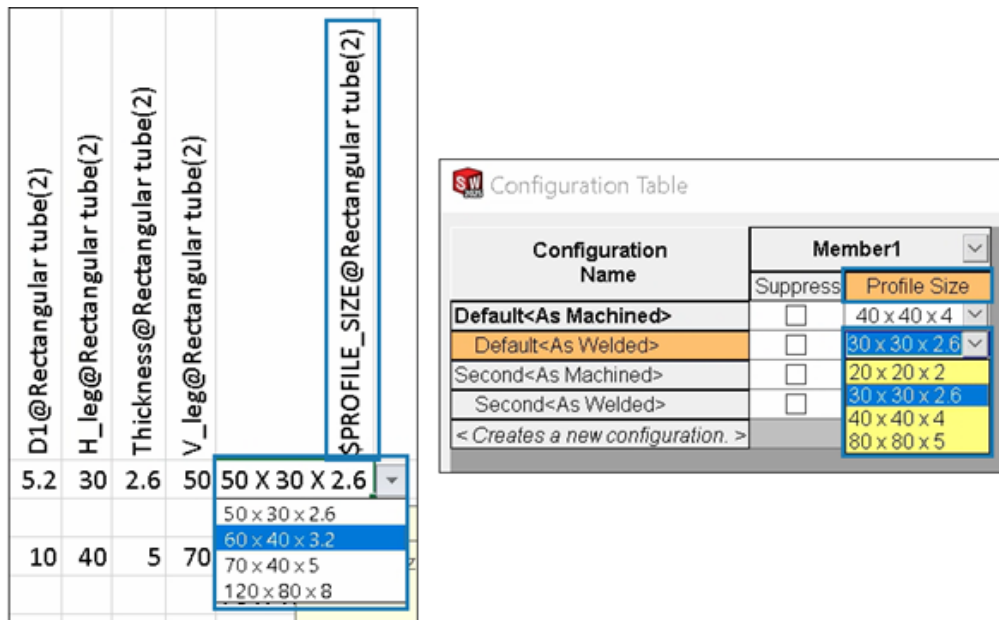 D1@Rectangular tube(2)
H_leg@Rectangular tube(2)
Thickness@Rectangular tube(2)
V_leg@Rectangular tube(2)
$PROFILE_SIZE@Rectangular tube(2)
5.2 30 2.6 50 50 X 30 X 2.6
50 x 30 x 2.6
60 x 40 x 3.2
10 40 5 70
70 x 40 x 5
120 x 80 x 8
SW
2025
Configuration Table
Configuration
Name
Member1
Suppress Profile Size
Default<As Machined> 40 x 40 x 4
Default<As Welded> 30 x 30 x 2.6
Second<As Machined> 20 x 20 x 2
30 x 30 x 2.6
Second<As Welded> 40 x 40 x 4
< Creates a new configuration. > 80 x 80 x 5